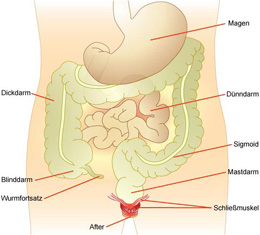 Magen
Dickdarm
Dünndarm
Sigmoid
Blinddarm
Mastdarm
Wurmfortsatz
Schließmuskel
After